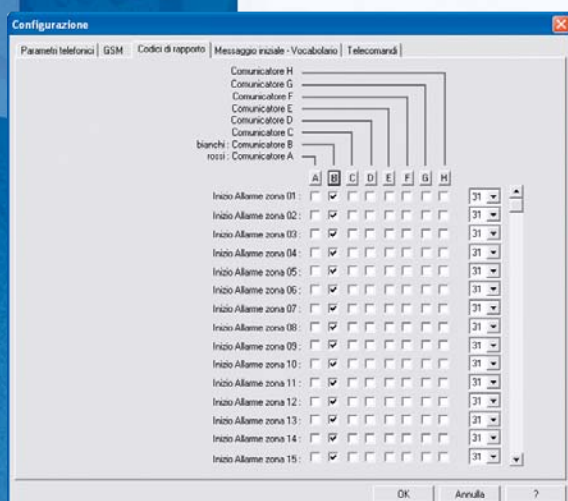 Configurazione
Parametri telefonici GSM Codici di rapporto Messaggio iniziale - Vocabolario Telecomandi
Comunicatore H
Comunicatore G
Comunicatore F
Comunicatore E
Comunicatore D
Comunicatore C
bianchi : Comunicatore B
rossi : Comunicatore A
A B C D E F G H
Inizio Allarme zona 01 : 31
Inizio Allarme zona 02 : 31
Inizio Allarme zona 03 : 31
Inizio Allarme zona 04 : 31
Inizio Allarme zona 05 : 31
Inizio Allarme zona 06 : 31
Inizio Allarme zona 07 : 31
Inizio Allarme zona 08 : 31
Inizio Allarme zona 09 : 31
Inizio Allarme zona 10 : 31
Inizio Allarme zona 11 : 31
Inizio Allarme zona 12 : 31
Inizio Allarme zona 13 : 31
Inizio Allarme zona 14 : 31
Inizio Allarme zona 15 : 31
OK Annulla ?